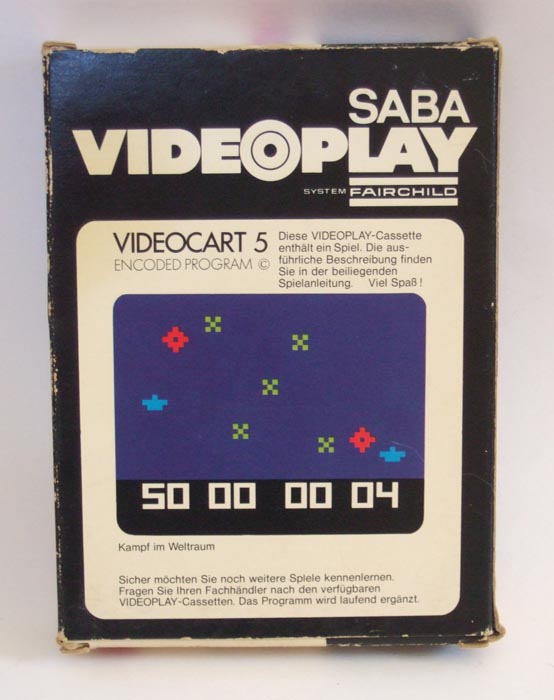 SABA
VIDEOPLAY
SYSTEM FAIRCHILD
VIDEOCART 5
ENCODED PROGRAM ©
Diese VIDEOPLAY-Cassette
enthält ein Spiel. Die aus-
führliche Beschreibung finden
Sie in der beiliegenden
Spielanleitung. Viel Spaß!
50 00 00 04
Kampf im Weltraum
Sicher möchten Sie noch weitere Spiele kennenlernen.
Fragen Sie Ihren Fachhändler nach den verfügbaren
VIDEOPLAY-Cassetten. Das Programm wird laufend ergänzt.